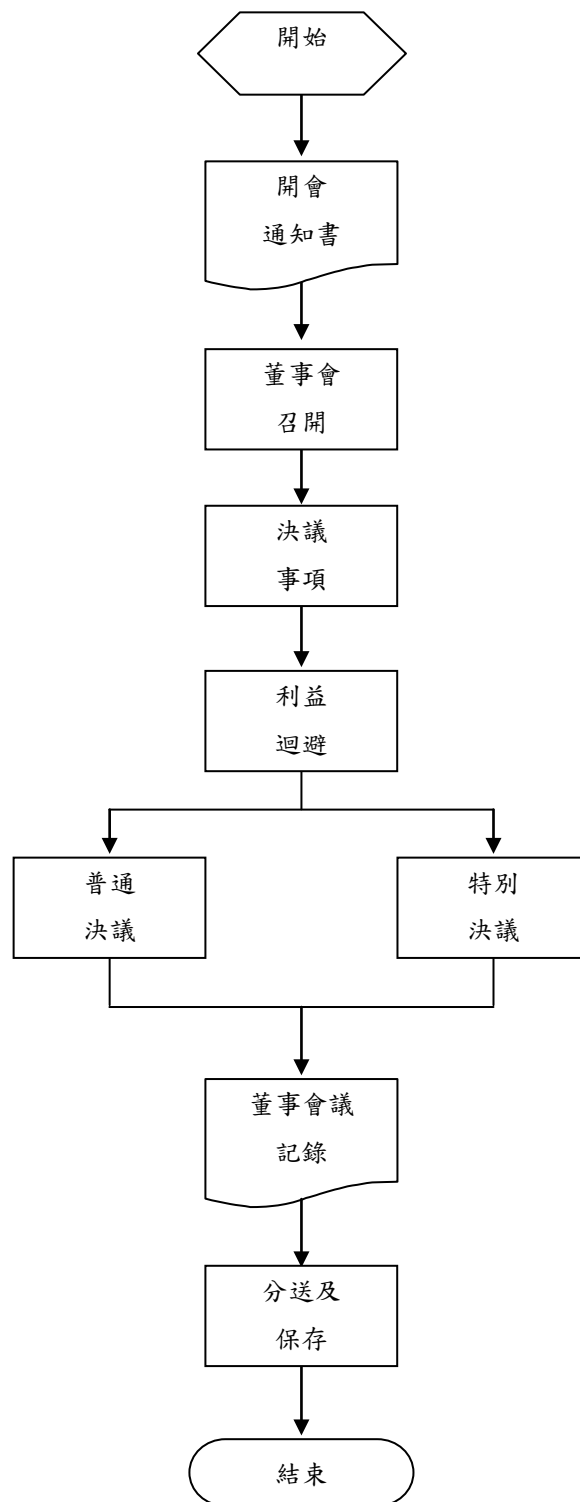 開始
開會
通知書
董事會
召開
決議
事項
利益
迴避
普通
決議
特別
決議
董事會議
記錄
分送及
保存
結束